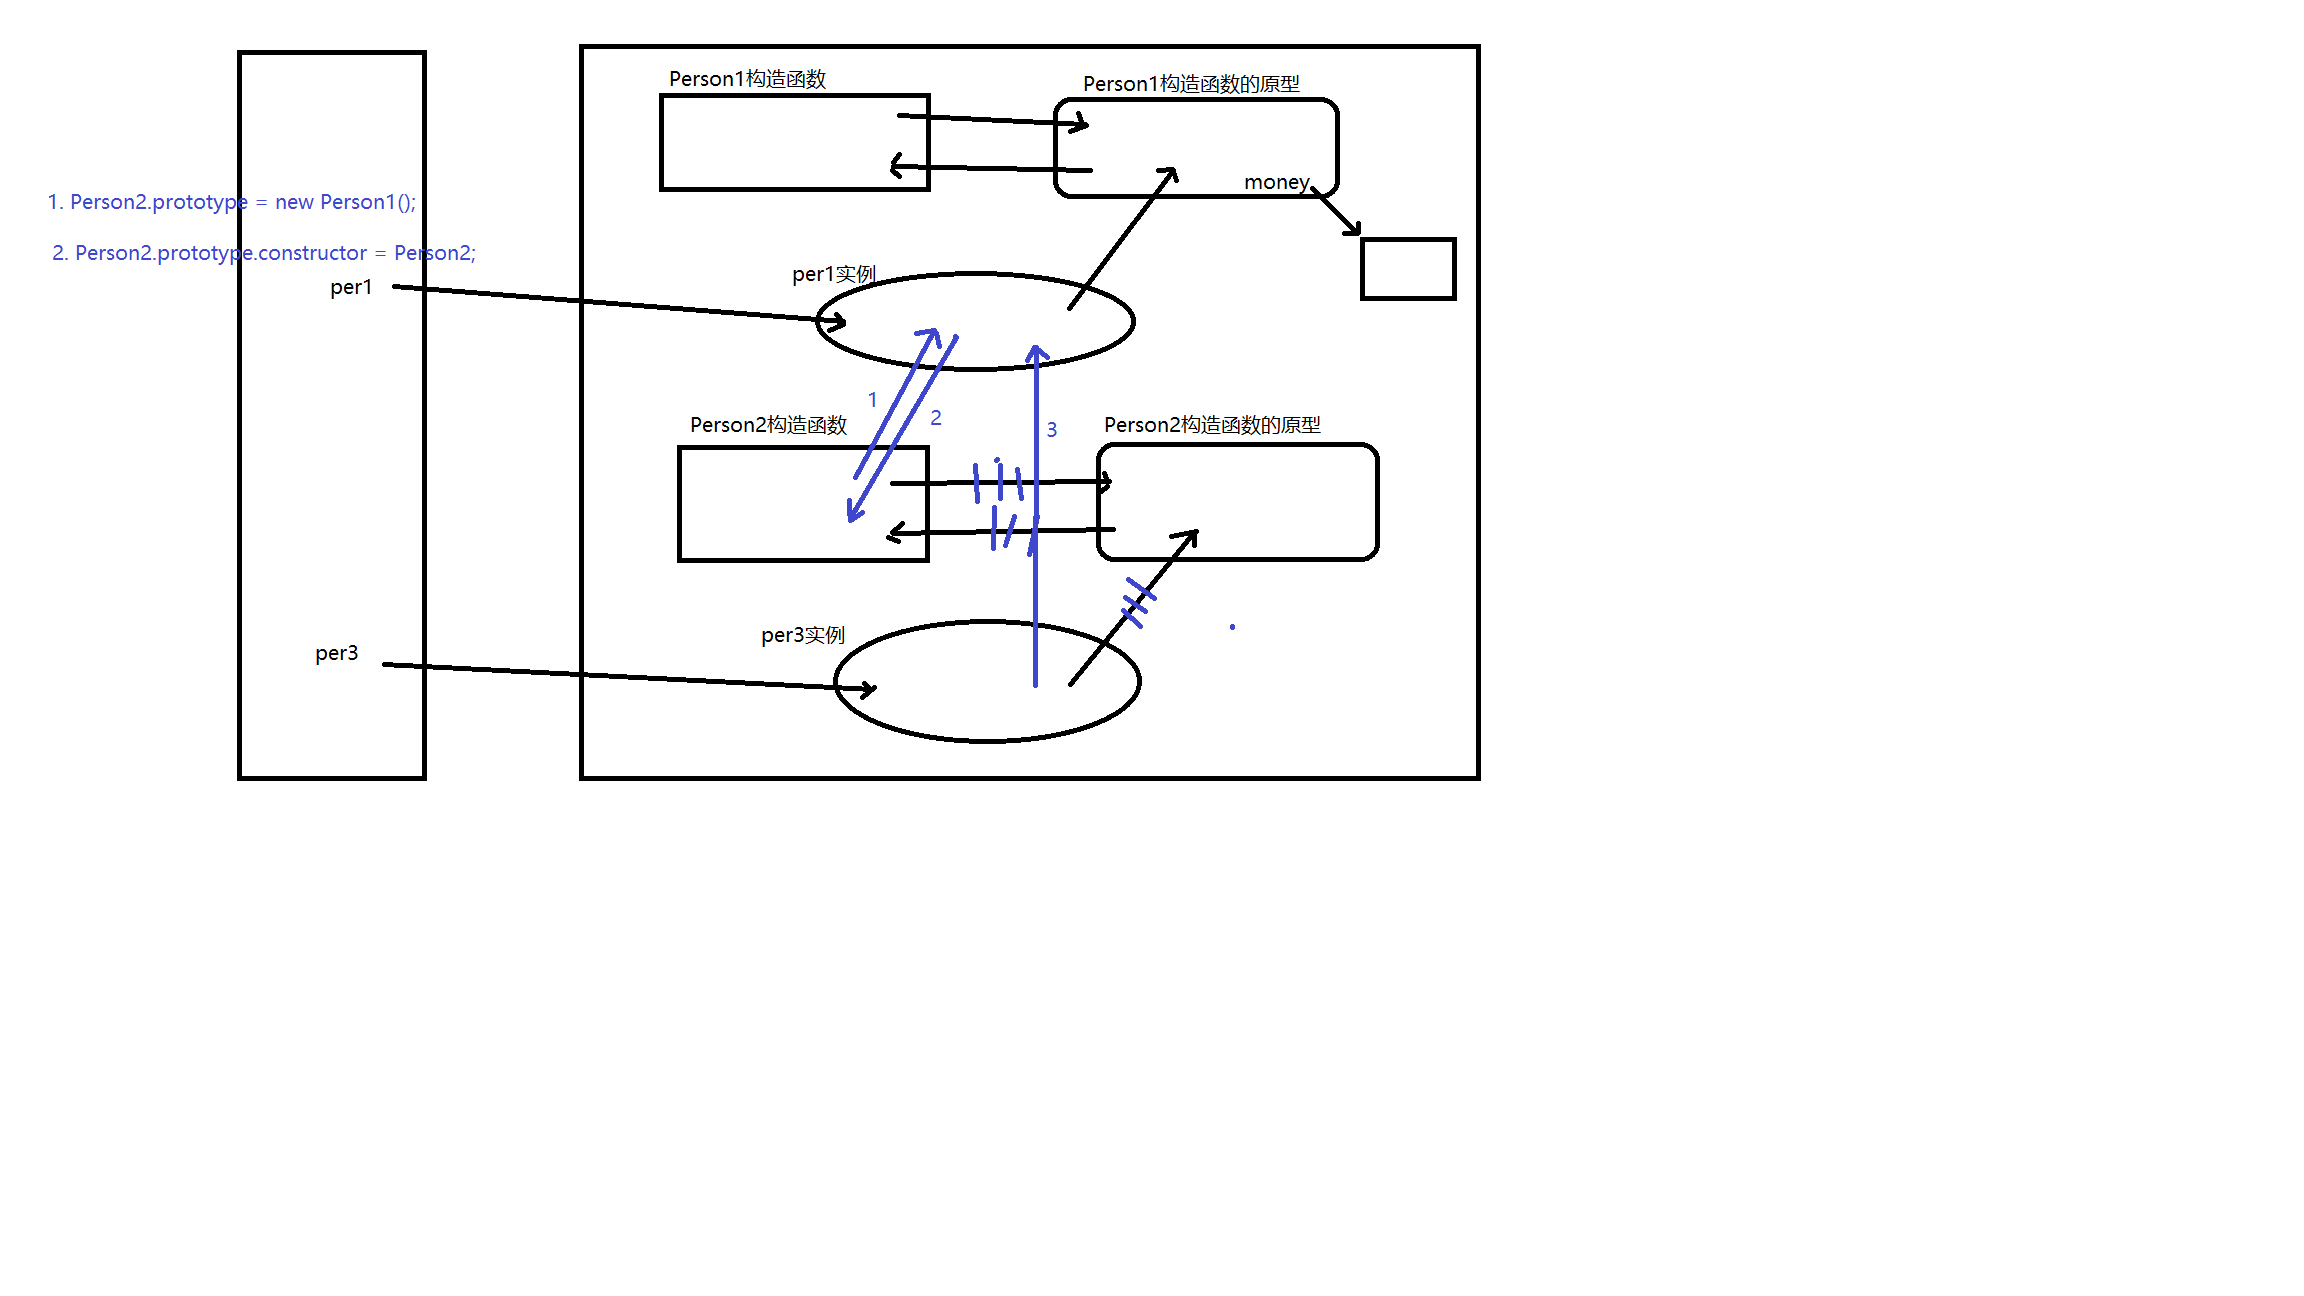 Person1构造函数
Person1构造函数的原型
money
1. Person2.prototype = new Person1();
2. Person2.prototype.constructor = Person2;
per1
per1实例
1
2
3
Person2构造函数
Person2构造函数的原型
per3实例
per3